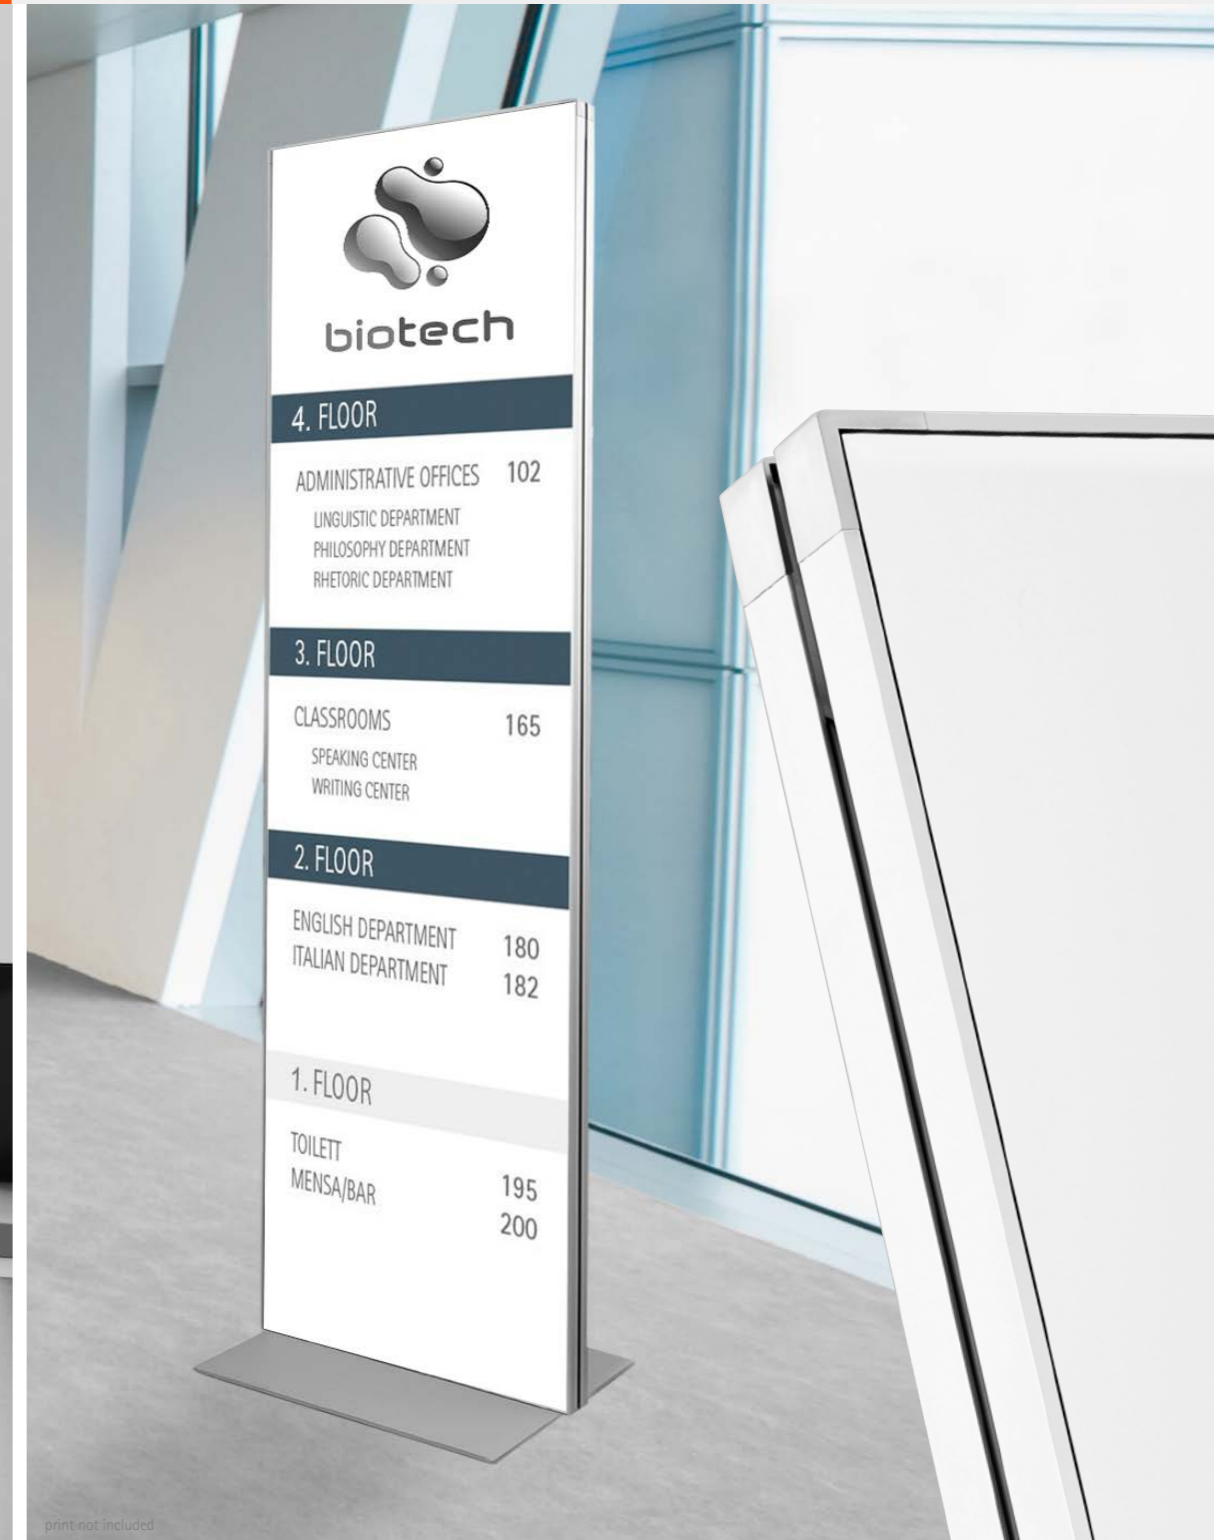 biotech
4. FLOOR
ADMINISTRATIVE OFFICES 102
LINGUISTIC DEPARTMENT
PHILOSOPHY DEPARTMENT
RHETORIC DEPARTMENT
3. FLOOR
CLASSROOMS 165
SPEAKING CENTER
WRITING CENTER
2. FLOOR
ENGLISH DEPARTMENT 180
ITALIAN DEPARTMENT 182
1. FLOOR
TOILETT
MENSA/BAR 195
200
print not included